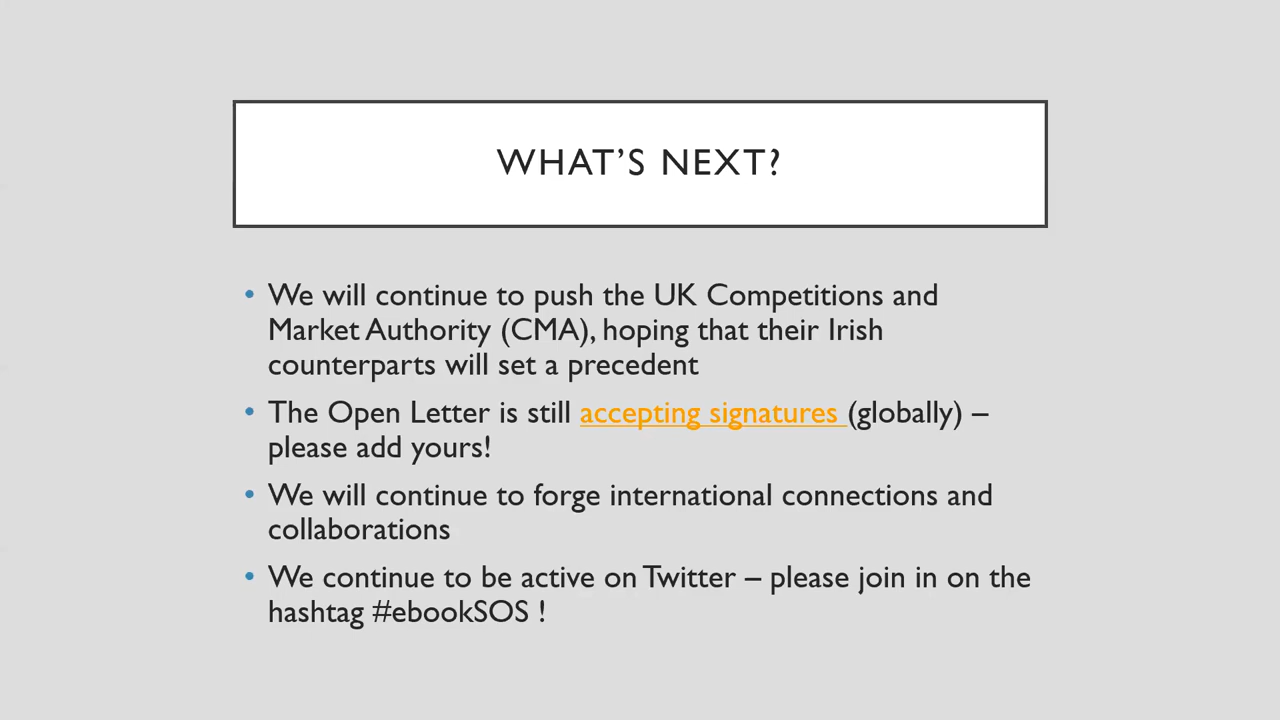 WHAT’S NEXT?
• We will continue to push the UK Competitions and
Market Authority (CMA), hoping that their Irish
counterparts will set a precedent
• The Open Letter is still accepting signatures (globally) –
please add yours!
• We will continue to forge international connections and
collaborations
• We continue to be active on Twitter – please join in on the
hashtag #ebookSOS !